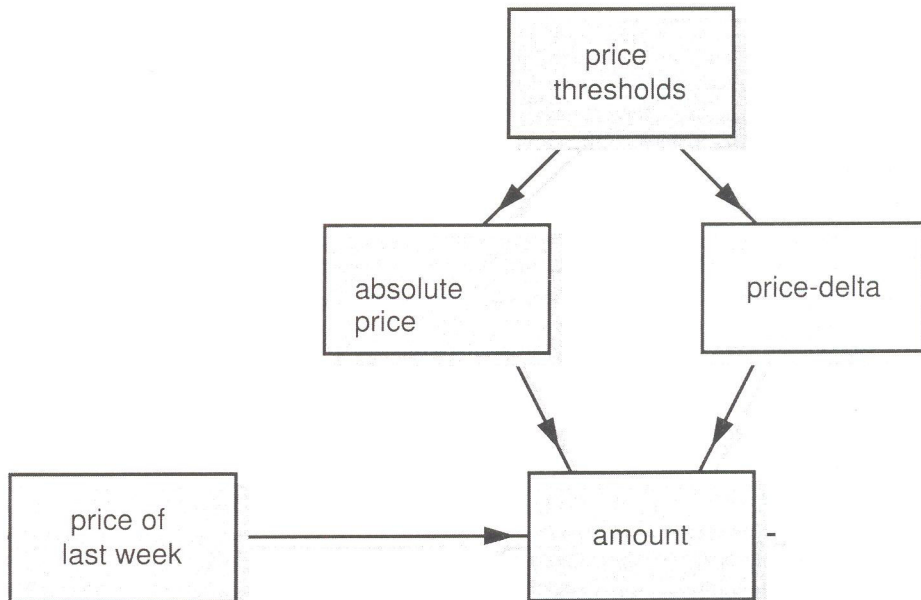 price
thresholds
absolute
price
price-delta
price of
last week
amount